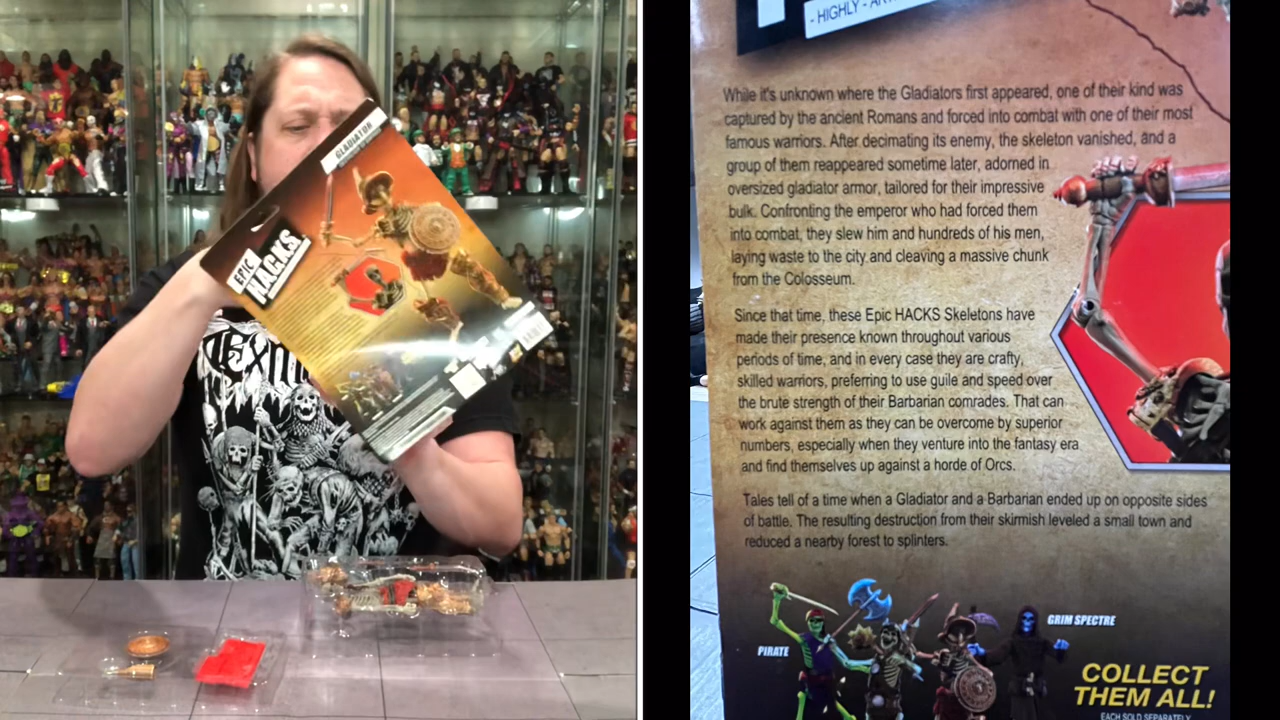 GLADIATOR
EPIC
HACKS
- HIGHLY -
While it's unknown where the Gladiators first appeared, one of their kind was
captured by the ancient Romans and forced into combat with one of their most
famous warriors. After decimating its enemy, the skeleton vanished, and a
group of them reappeared sometime later, adorned in
oversized gladiator armor, tailored for their impressive
bulk. Confronting the emperor who had forced them
into combat, they slew him and hundreds of his men,
laying waste to the city and cleaving a massive chunk
from the Colosseum.
Since that time, these Epic HACKS Skeletons have
made their presence known throughout various
periods of time, and in every case they are crafty,
skilled warriors, preferring to use guile and speed over
the brute strength of their Barbarian comrades. That can
work against them as they can be overcome by superior
numbers, especially when they venture into the fantasy era
and find themselves up against a horde of Orcs.
Tales tell of a time when a Gladiator and a Barbarian ended up on opposite sides
of battle. The resulting destruction from their skirmish leveled a small town and
reduced a nearby forest to splinters.
PIRATE
GRIM SPECTRE
COLLECT
THEM ALL!
EACH SOLD SEPARATELY